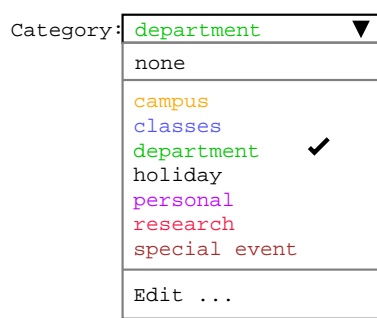 Category: department
none
campus
classes
department
holiday
personal
research
special event
Edit ...